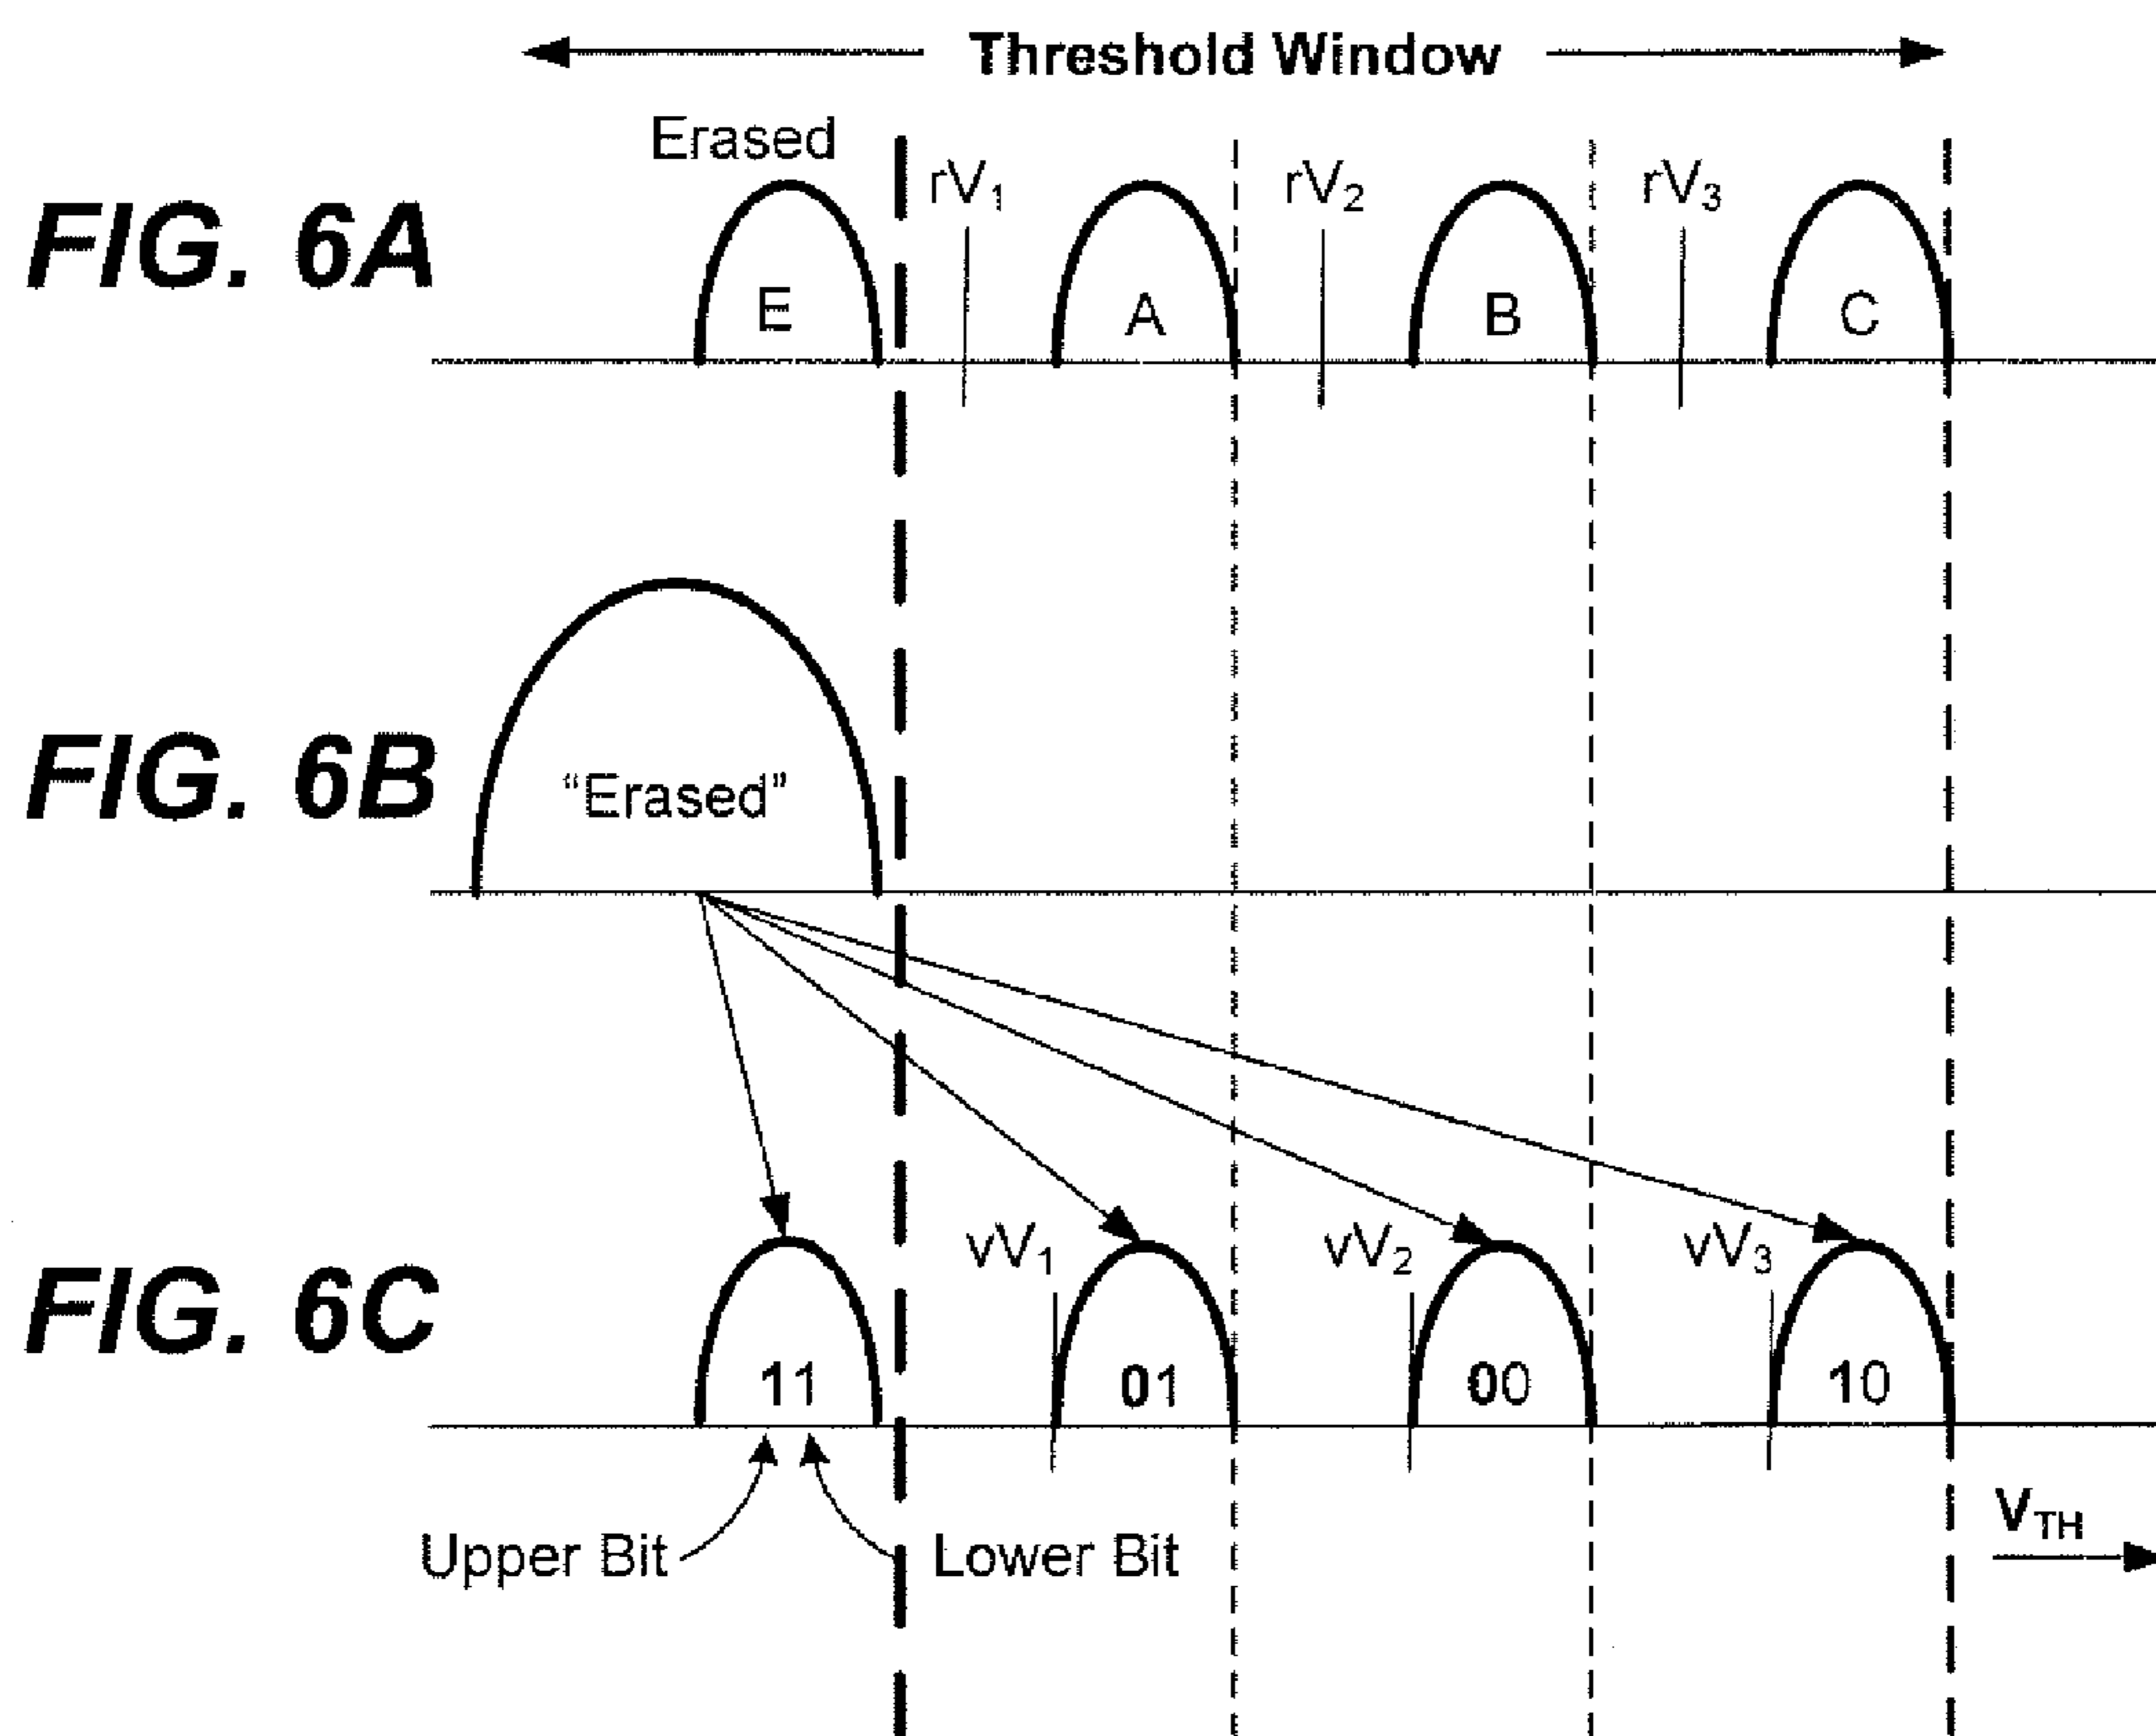 Threshold Window
Erased
FIG. 6A
rV₁ rV₂ rV₃
E A B C
FIG. 6B
"Erased"
FIG. 6C
vV₁ vV₂ vV₃
11 01 00 10
Upper Bit Lower Bit
V_TH